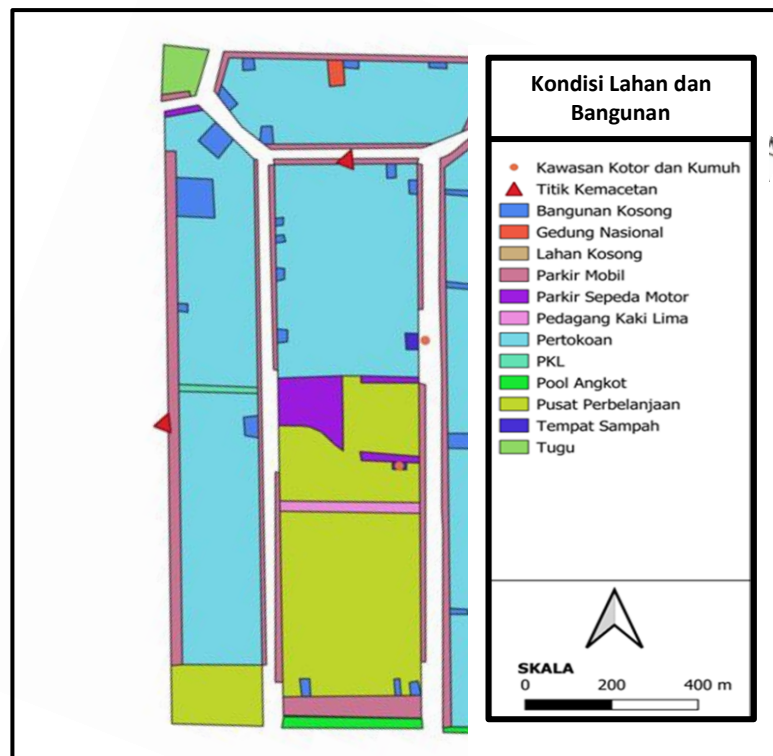 Kondisi Lahan dan
Bangunan
Kawasan Kotor dan Kumuh
Titik Kemacetan
Bangunan Kosong
Gedung Nasional
Lahan Kosong
Parkir Mobil
Parkir Sepeda Motor
Pedagang Kaki Lima
Pertokoan
PKL
Pool Angkot
Pusat Perbelanjaan
Tempat Sampah
Tugu
SKALA
0 200 400 m